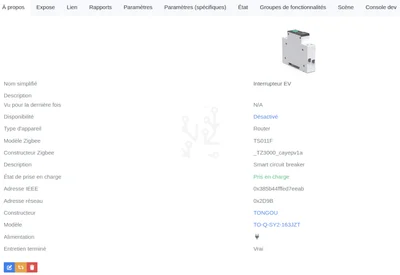 À propos Expose Lien Rapports Paramètres Paramètres (spécifiques) État Groupes de fonctionnalités Scène Console dev
Nom simplifié Interrupteur EV
Description
Vu pour la dernière fois N/A
Disponibilité Désactivé
Type d'appareil Router
Modèle Zigbee TS011F
Constructeur Zigbee _TZ3000_cayepv1a
Description Smart circuit breaker
État de prise en charge Pris en charge
Adresse IEEE
Adresse réseau 0x2D9B
Constructeur TONGOU
Modèle TO-Q-SY2-163JZT
Alimentation
Entretien terminé Vrai